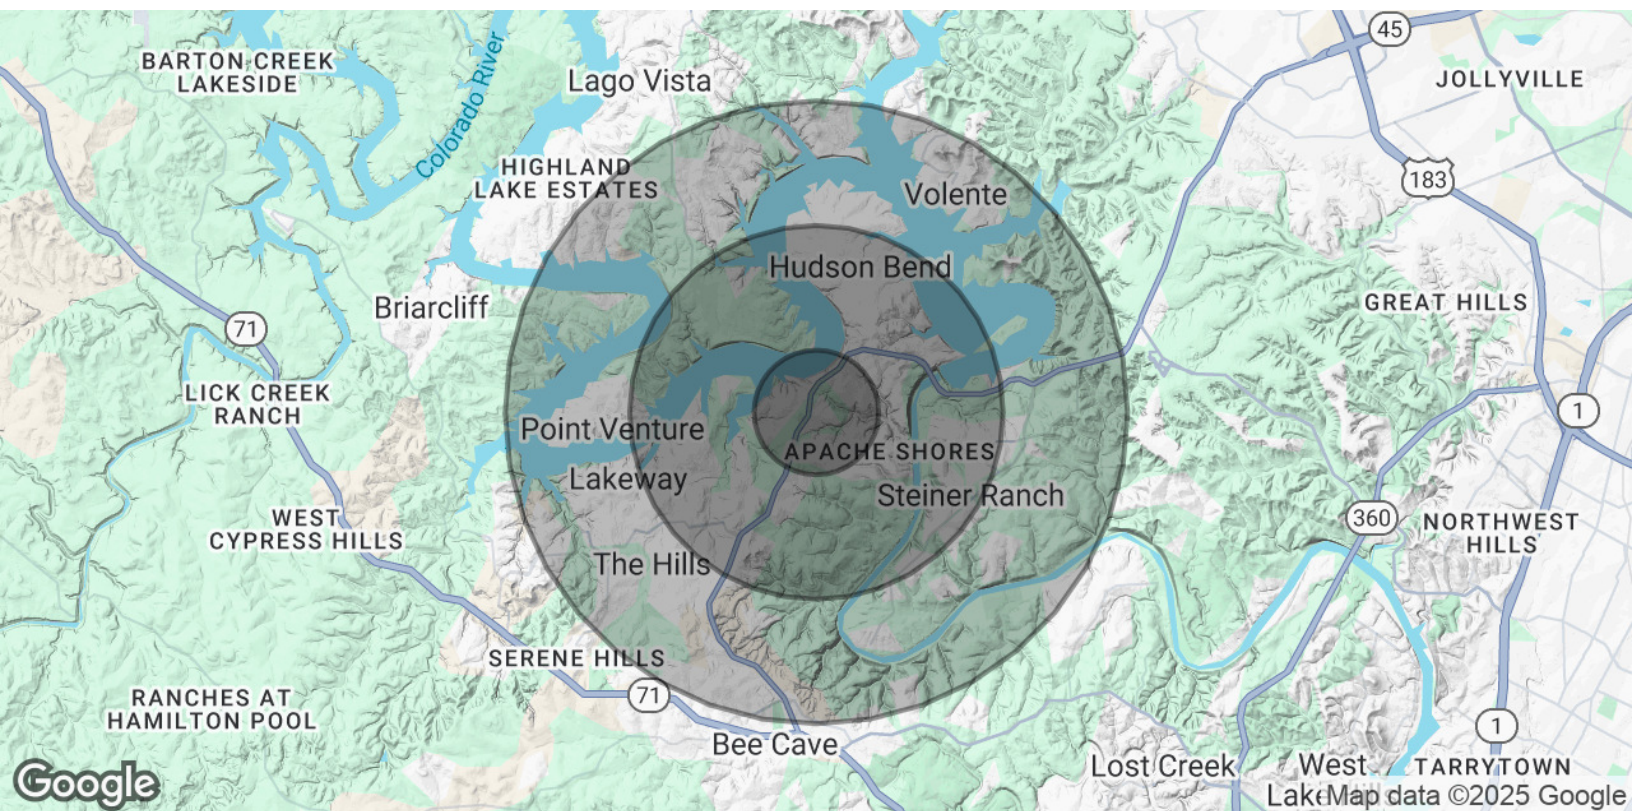 45
BARTON CREEK
LAKESIDE
Colorado River
Lago Vista
JOLLYVILLE
HIGHLAND
LAKE ESTATES
183
Volente
Hudson Bend
Briarcliff
GREAT HILLS
71
LICK CREEK
RANCH
1
Point Venture
APACHE SHORES
Lakeway
Steiner Ranch
360
WEST
CYPRESS HILLS
NORTHWEST
HILLS
The Hills
SERENE HILLS
71
RANCHES AT
HAMILTON POOL
1
Bee Cave
Lost Creek
West
TARRYTOWN
Google
Map data ©2025 Google